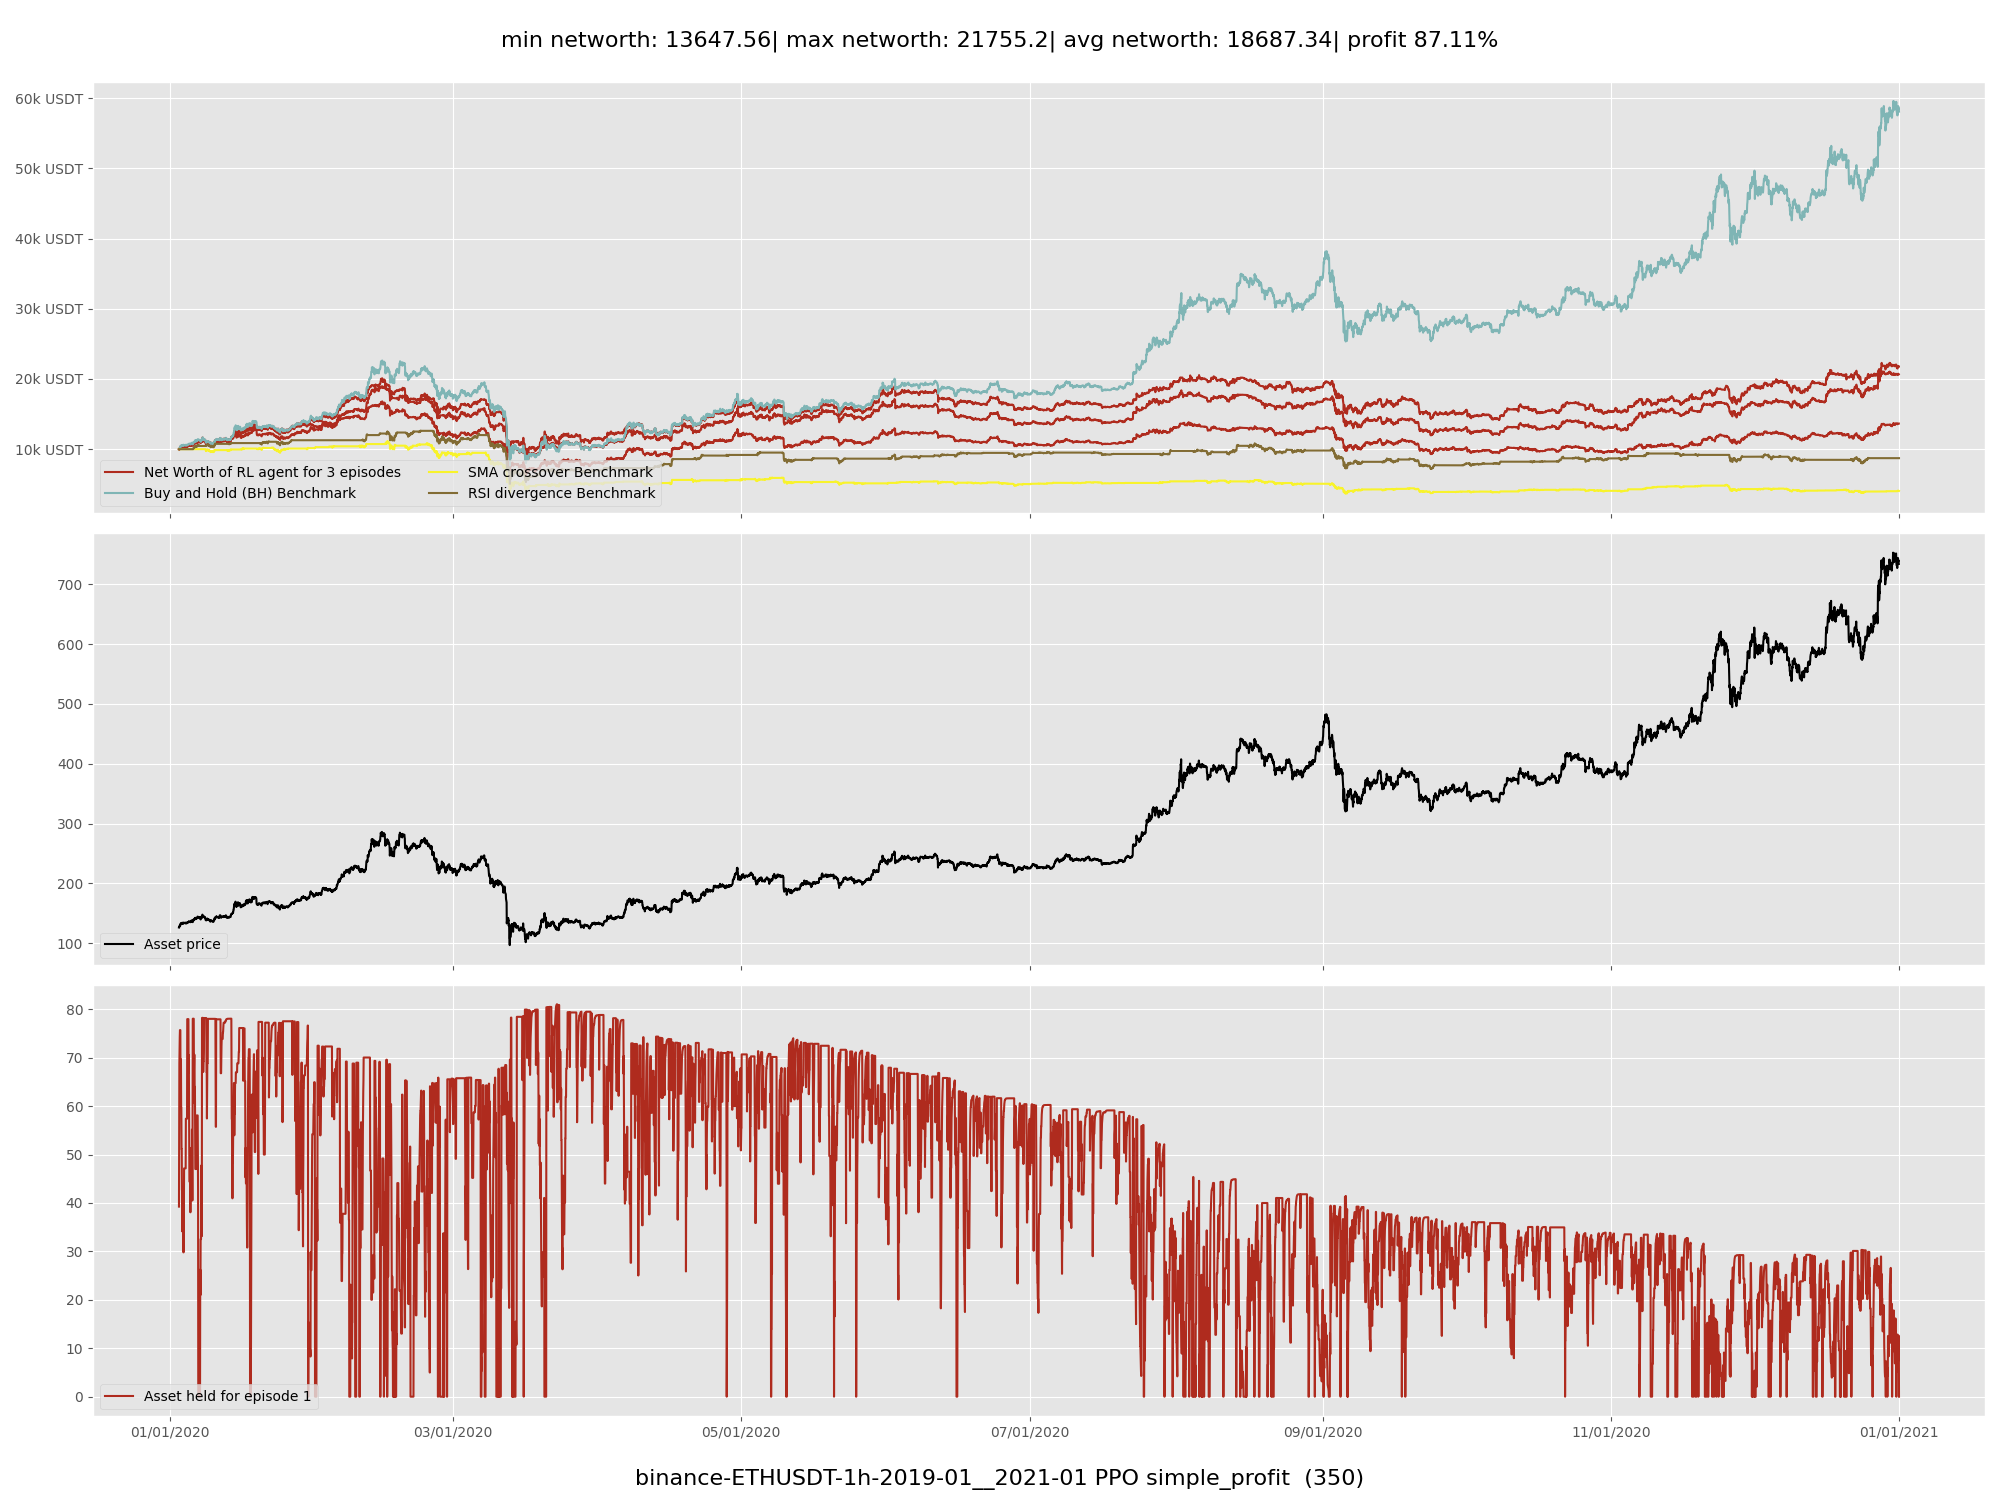 min networth: 13647.56| max networth: 21755.2| avg networth: 18687.34| profit 87.11%
60k USDT
50k USDT
40k USDT
30k USDT
20k USDT
10k USDT
Net Worth of RL agent for 3 episodes
Buy and Hold (BH) Benchmark
SMA crossover Benchmark
RSI divergence Benchmark
700
600
500
400
300
200
100
Asset price
80
70
60
50
40
30
20
10
0
Asset held for episode 1
01/01/2020 03/01/2020 05/01/2020 07/01/2020 09/01/2020 11/01/2020 01/01/2021
binance-ETHUSDT-1h-2019-01__2021-01 PPO simple_profit (350)